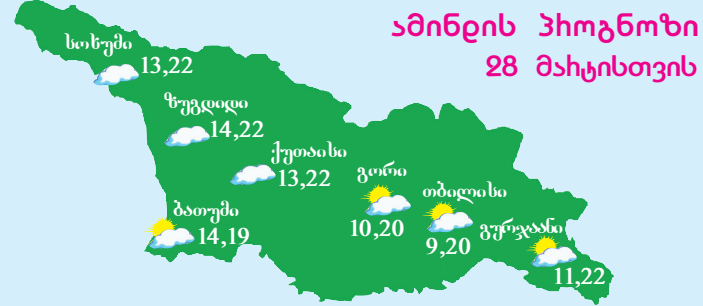 ამინდის პროგნოზი
28 მარტისთვის
სოხუმი
13,22
ზუგდიდი
14,22
ქუთაისი
13,22
გორი
10,20
თბილისი
9,20
გურჯაანი
11,22
ბათუმი
14,19